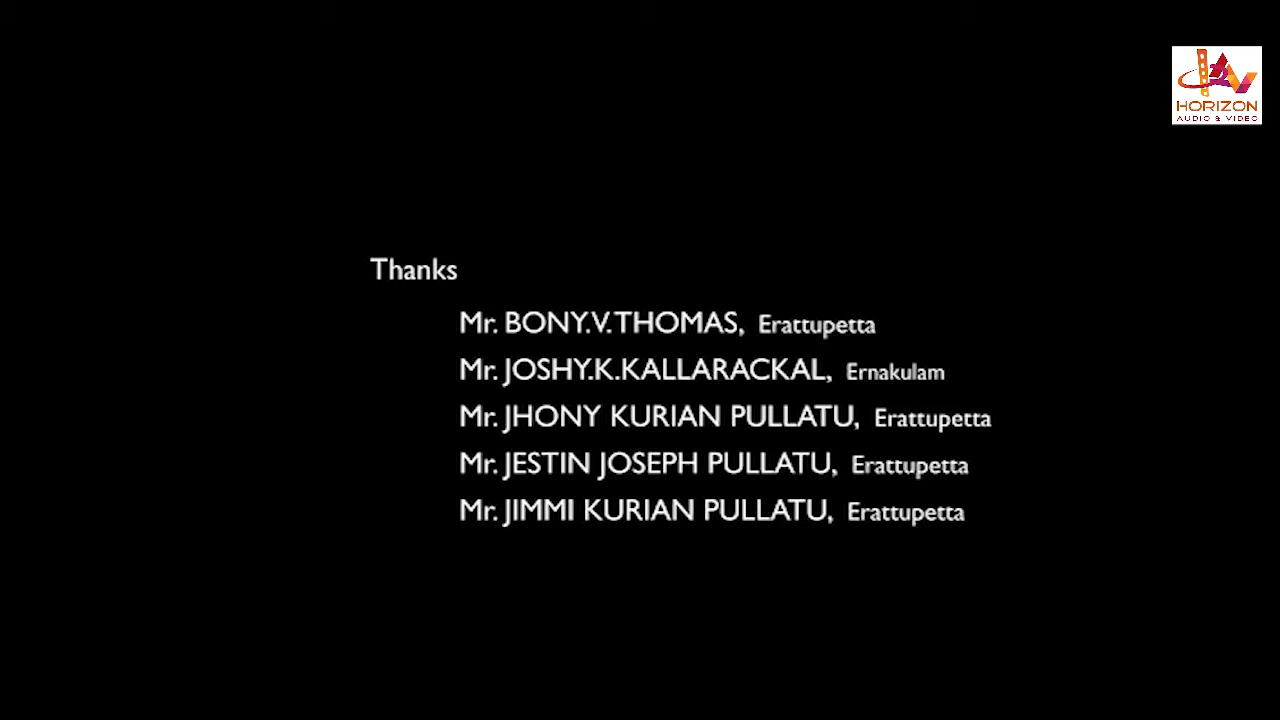 HORIZON
AUDIO & VIDEO
Thanks
Mr. BONY.V.THOMAS, Erattupetta
Mr. JOSHY.K.KALLARACKAL, Ernakulam
Mr. JHONY KURIAN PULLATU, Erattupetta
Mr. JESTIN JOSEPH PULLATU, Erattupetta
Mr. JIMMI KURIAN PULLATU, Erattupetta